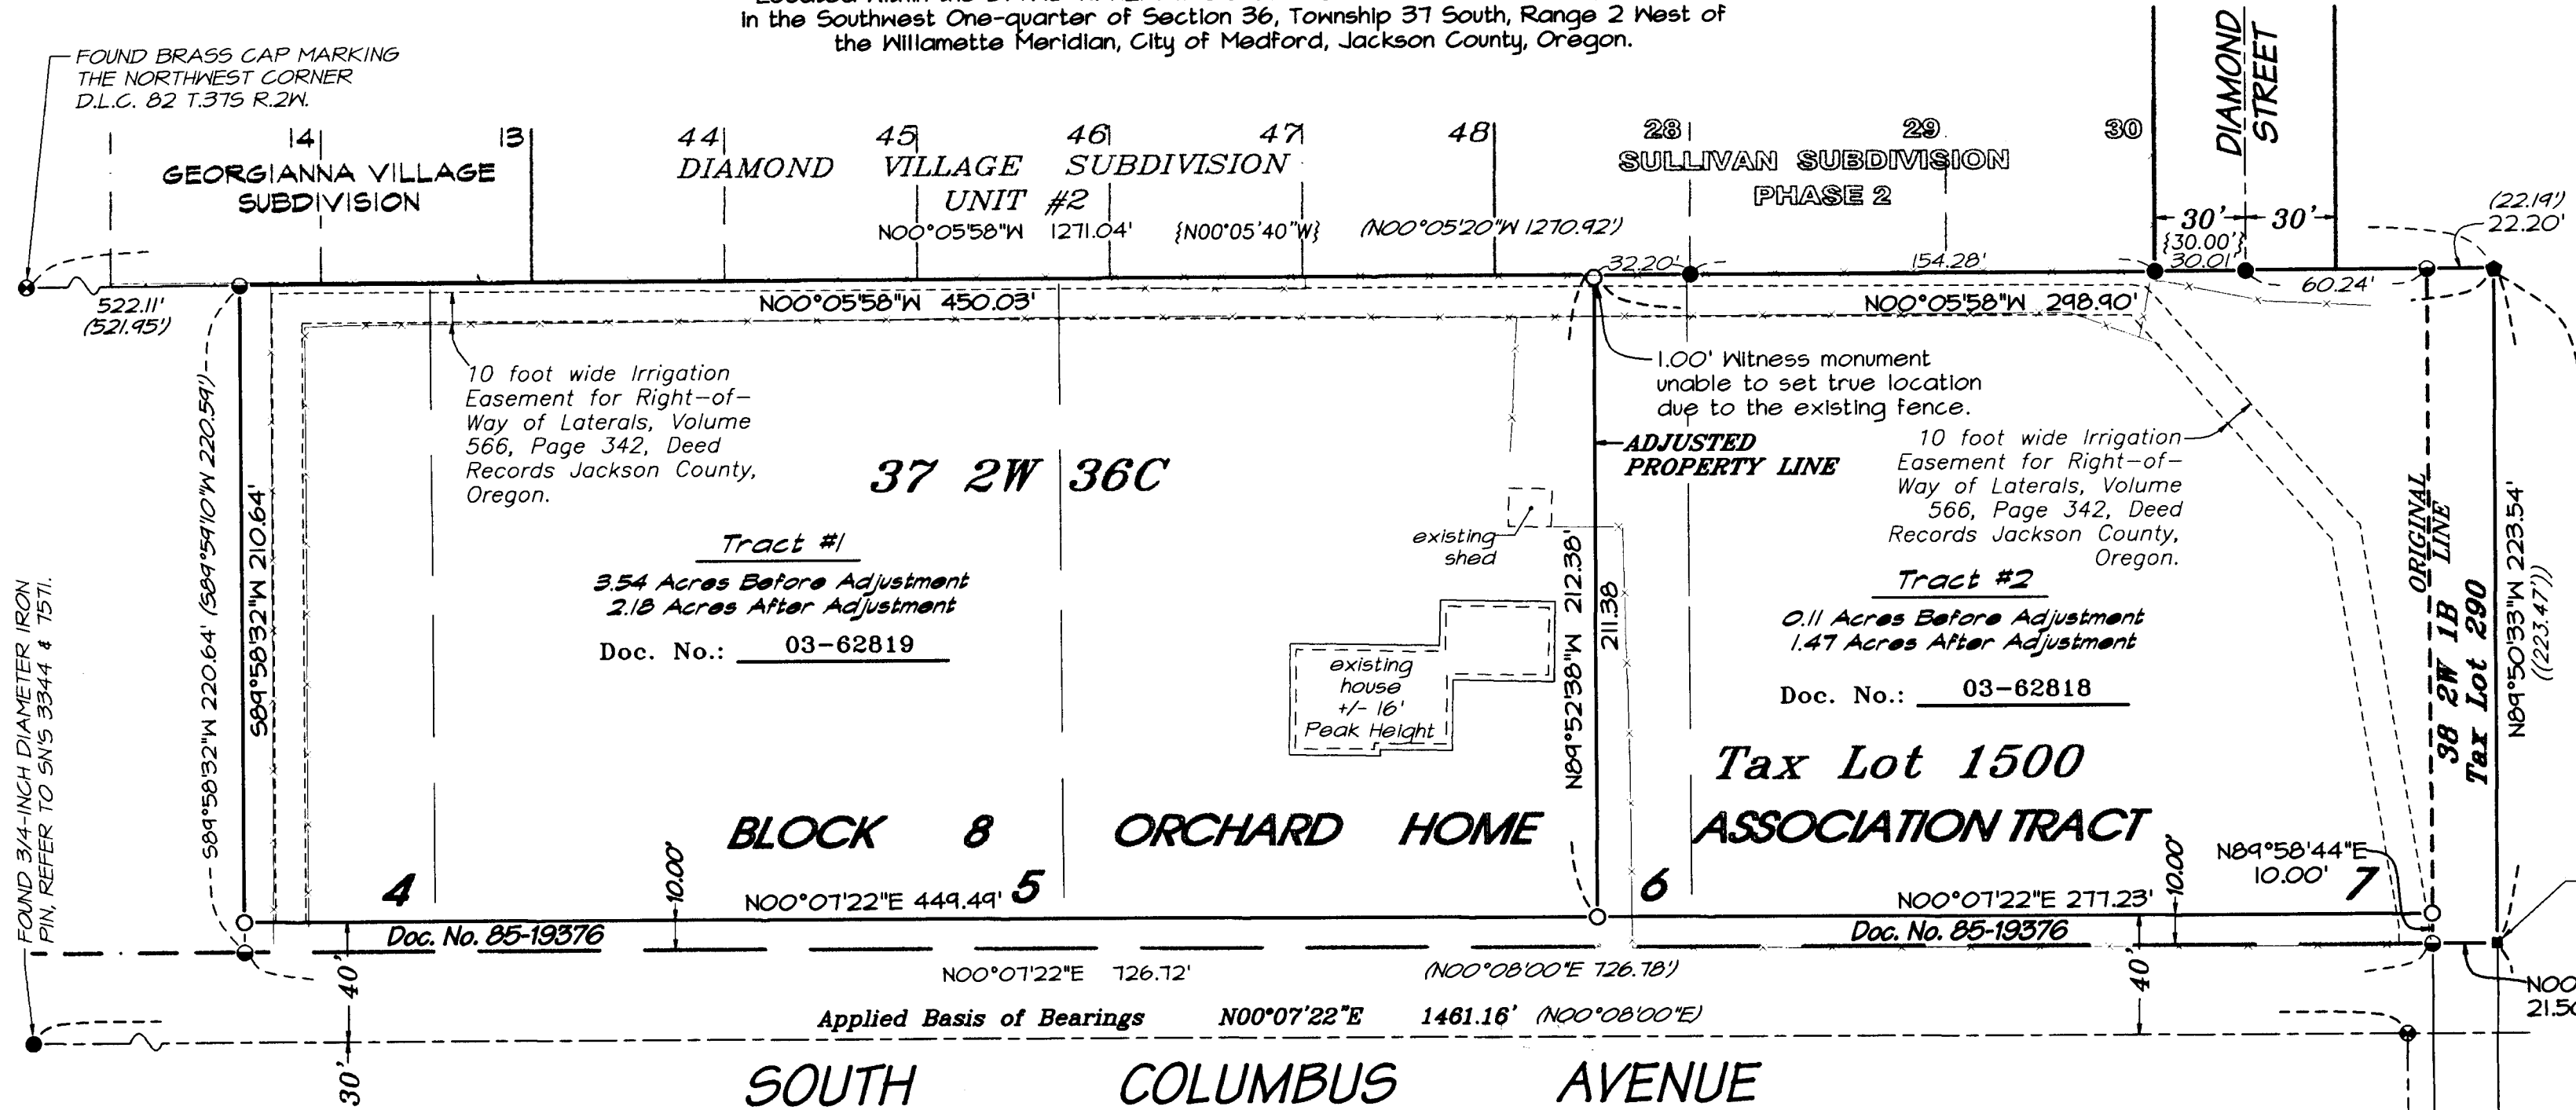 in the Southwest One-quarter of Section 36, Township 37 South, Range 2 West of
the Willamette Meridian, City of Medford, Jackson County, Oregon.
FOUND BRASS CAP MARKING
THE NORTHWEST CORNER
D.L.C. 82 T.37S R.2W.
14
13
GEORGIANNA VILLAGE
SUBDIVISION
44
45
46
47
48
DIAMOND VILLAGE SUBDIVISION
UNIT #2
N00°05'58"W 1271.04' {N00°05'40"W} (N00°05'20"W 1270.92')
28
29
30
SULLIVAN SUBDIVISION
PHASE 2
DIAMOND
STREET
30'
30'
{30.00'}
30.01'
(22.19')
22.20'
32.20'
154.28'
60.24'
522.11'
(521.95')
N00°05'58"W 450.03'
N00°05'58"W 298.90'
10 foot wide Irrigation
Easement for Right-of-
Way of Laterals, Volume
566, Page 342, Deed
Records Jackson County,
Oregon.
1.00' Witness monument
unable to set true location
due to the existing fence.
ADJUSTED
PROPERTY LINE
10 foot wide Irrigation
Easement for Right-of-
Way of Laterals, Volume
566, Page 342, Deed
Records Jackson County,
Oregon.
37 2W 36C
S89°58'32"W 220.64' (S89°59'10"W 220.59')
S89°58'32"W 210.64'
FOUND 3/4-INCH DIAMETER IRON
PIN, REFER TO SN'S 3344 & 7571.
Tract #1
3.54 Acres Before Adjustment
2.18 Acres After Adjustment
Doc. No.: 03-62819
existing
shed
existing
house
+/- 16'
Peak Height
N89°52'38"W 212.38'
211.38
Tract #2
0.11 Acres Before Adjustment
1.47 Acres After Adjustment
Doc. No.: 03-62818
Tax Lot 1500
ORIGINAL
LINE
38 2W 1B
Tax Lot 290
N89°50'33"W 223.54'
((223.47'))
BLOCK 8 ORCHARD HOME ASSOCIATION TRACT
4
10.00'
N00°07'22"E 449.49'
5
6
N00°07'22"E 277.23'
10.00'
N89°58'44"E
10.00'
7
Doc. No. 85-19376
Doc. No. 85-19376
40'
N00°07'22"E 726.72'
(N00°08'00"E 726.78')
40'
N00
21.50
Applied Basis of Bearings N00°07'22"E 1461.16' (N00°08'00"E)
30'
SOUTH COLUMBUS AVENUE